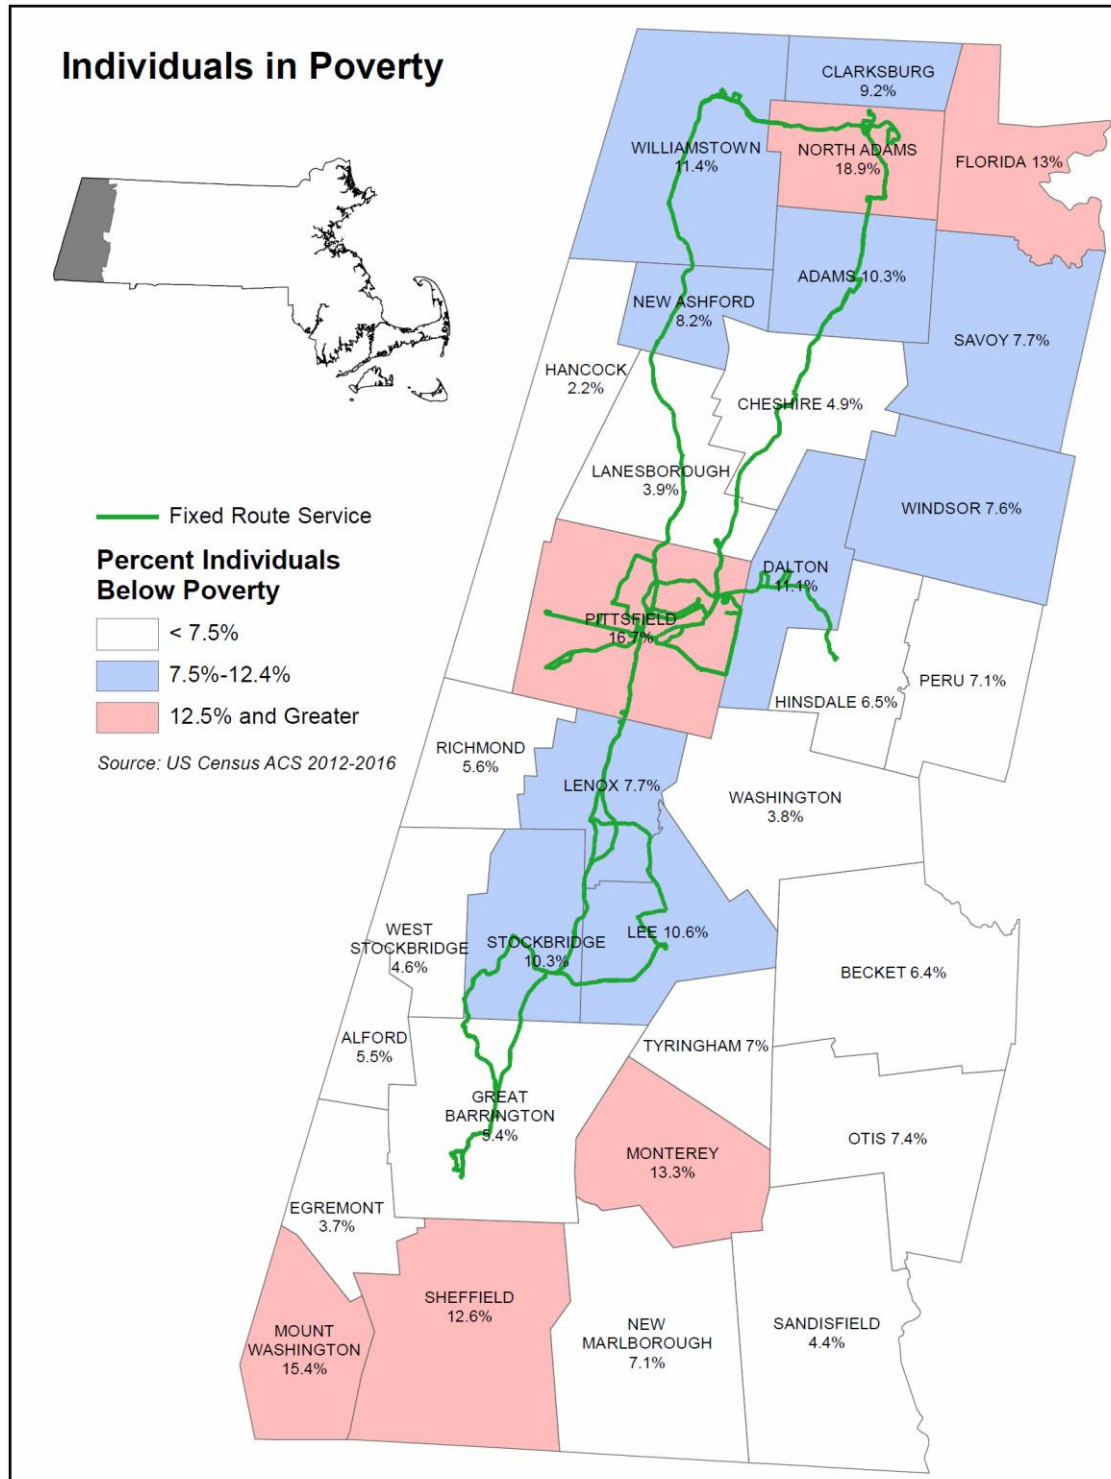 Individuals in Poverty
CLARKSBURG
9.2%
WILLIAMSTOWN
11.4%
NORTH ADAMS
18.9%
FLORIDA 13%
ADAMS 10.3%
NEW ASHFORD
8.2%
SAVOY 7.7%
HANCOCK
2.2%
CHESHIRE 4.9%
LANESBOROUGH
3.9%
WINDSOR 7.6%
DALTON
11.1%
PITTSFIELD
16.7%
PERU 7.1%
HINSDALE 6.5%
Fixed Route Service
Percent Individuals
Below Poverty
< 7.5%
7.5%-12.4%
12.5% and Greater
Source: US Census ACS 2012-2016
RICHMOND
5.6%
LENOX 7.7%
WASHINGTON
3.8%
WEST
STOCKBRIDGE
4.6%
STOCKBRIDGE
10.3%
LEE 10.6%
BECKET 6.4%
ALFORD
5.5%
TYRINGHAM 7%
GREAT
BARRINGTON
5.4%
OTIS 7.4%
MONTEREY
13.3%
EGREMONT
3.7%
SHEFFIELD
12.6%
MOUNT
WASHINGTON
15.4%
NEW
MARLBOROUGH
7.1%
SANDISFIELD
4.4%